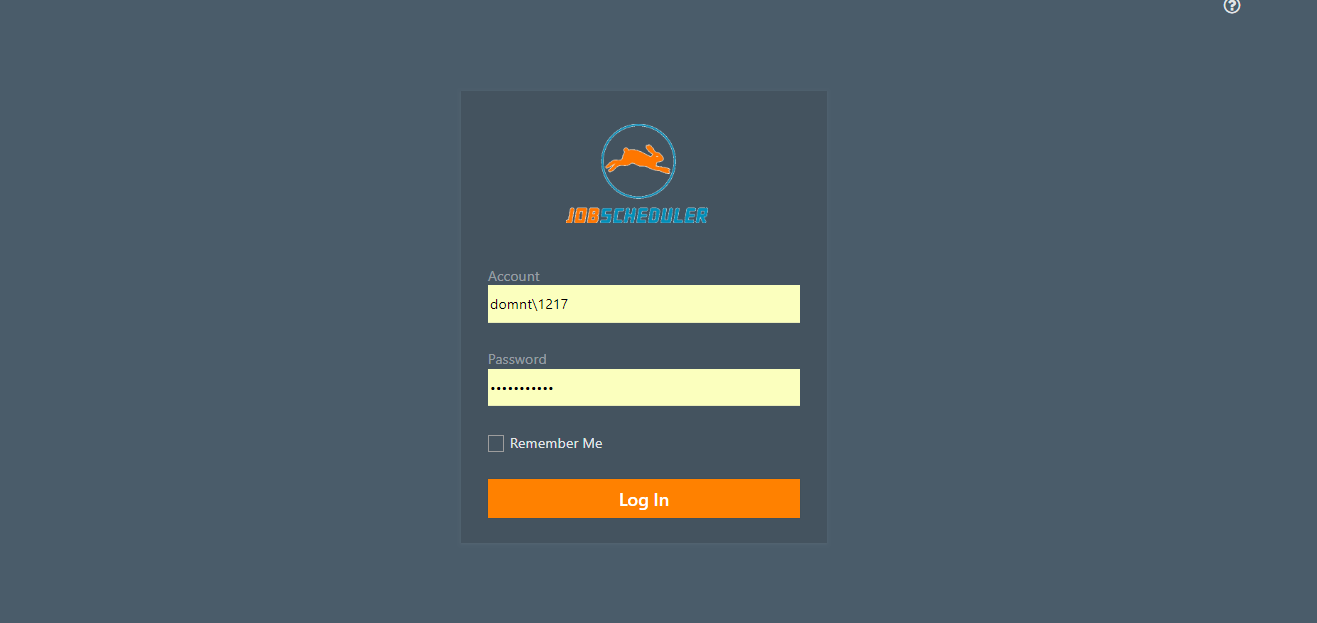 JOBSCHEDULER
Account
domnt\1217
Password
•••••••••••
Remember Me
Log In